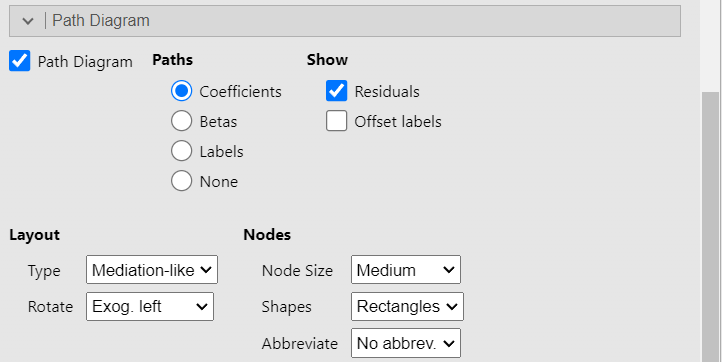 Path Diagram
Path Diagram Paths Show
Coefficients Residuals
Betas Offset labels
Labels
None
Layout Nodes
Type Mediation-like Node Size Medium
Rotate Exog. left Shapes Rectangles
Abbreviate No abbrev.